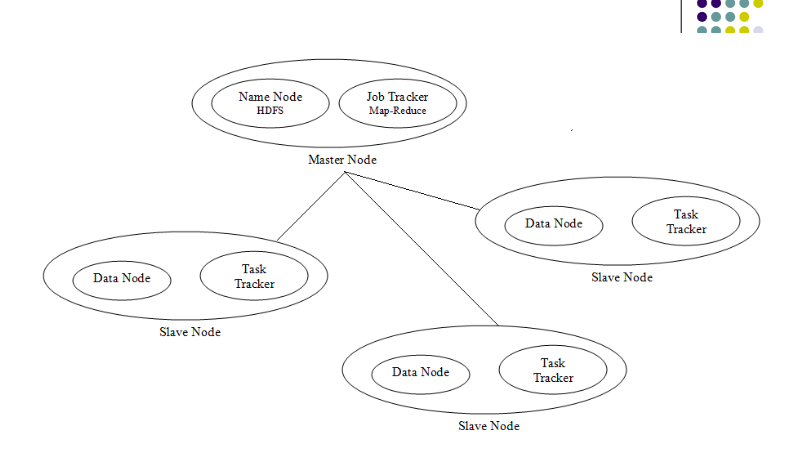 Name Node
HDFS
Job Tracker
Map-Reduce
Master Node
Data Node
Task
Tracker
Slave Node
Data Node
Task
Tracker
Slave Node
Data Node
Task
Tracker
Slave Node